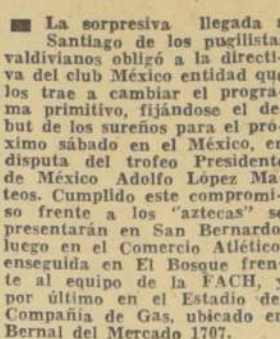 La sorpresiva llegada
Santiago de los pugilista
valdivianos obligó a la directi-
va del club México entidad qu
los trae a cambiar el progra-
ma primitivo, fijándose el de-
but de los sureños para el pró-
ximo sábado en el México, en
disputa del trofeo Presidente
de México Adolfo López Ma-
teos. Cumplido este compromi-
so frente a los "aztecas" se
presentarán en San Bernardo
luego en el Comercio Atlético
enseguida en El Bosque fren-
te al equipo de la FACH, y
por último en el Estadio de
Compañía de Gas, ubicado en
Bernal del Mercado 1707.